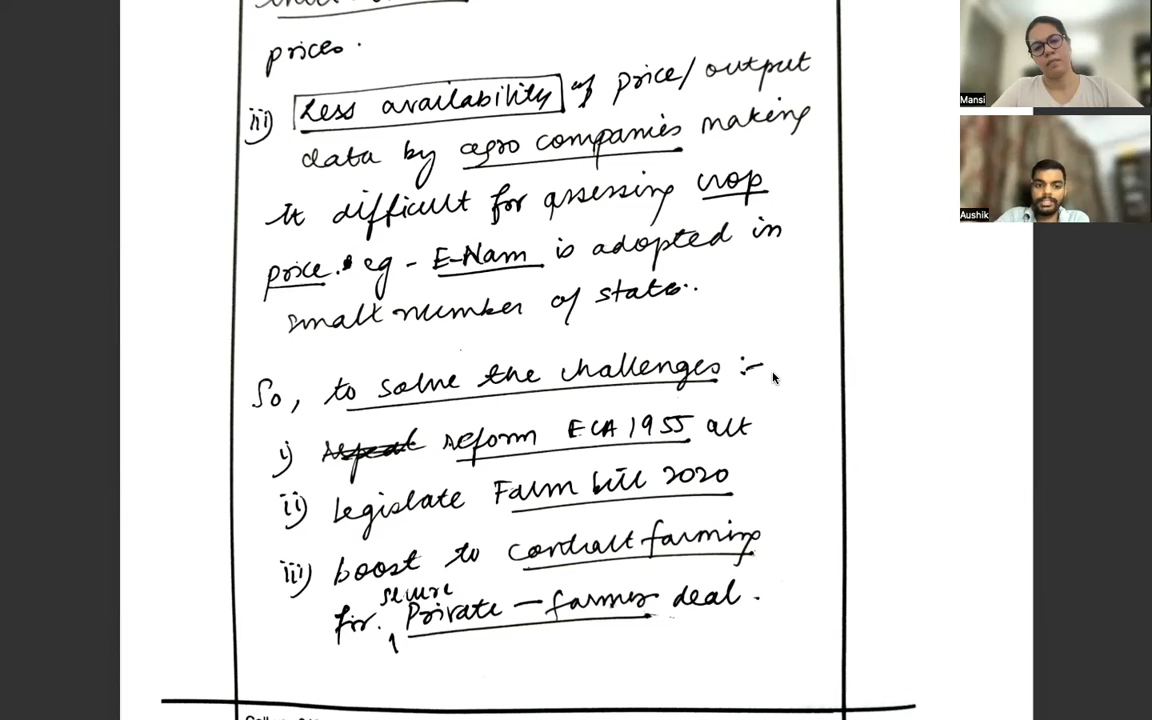 prices.
iii) Less availability of price/output
data by agro companies making
it difficult for assessing crop
price. eg - E-Nam is adopted in
small number of state..
So, to solve the challenges :-
i) reform ECA 1955 act
ii) legislate Farm bill 2020
iii) boost to contract farming
for secure Private - farmer deal.
Mansi
Aushik